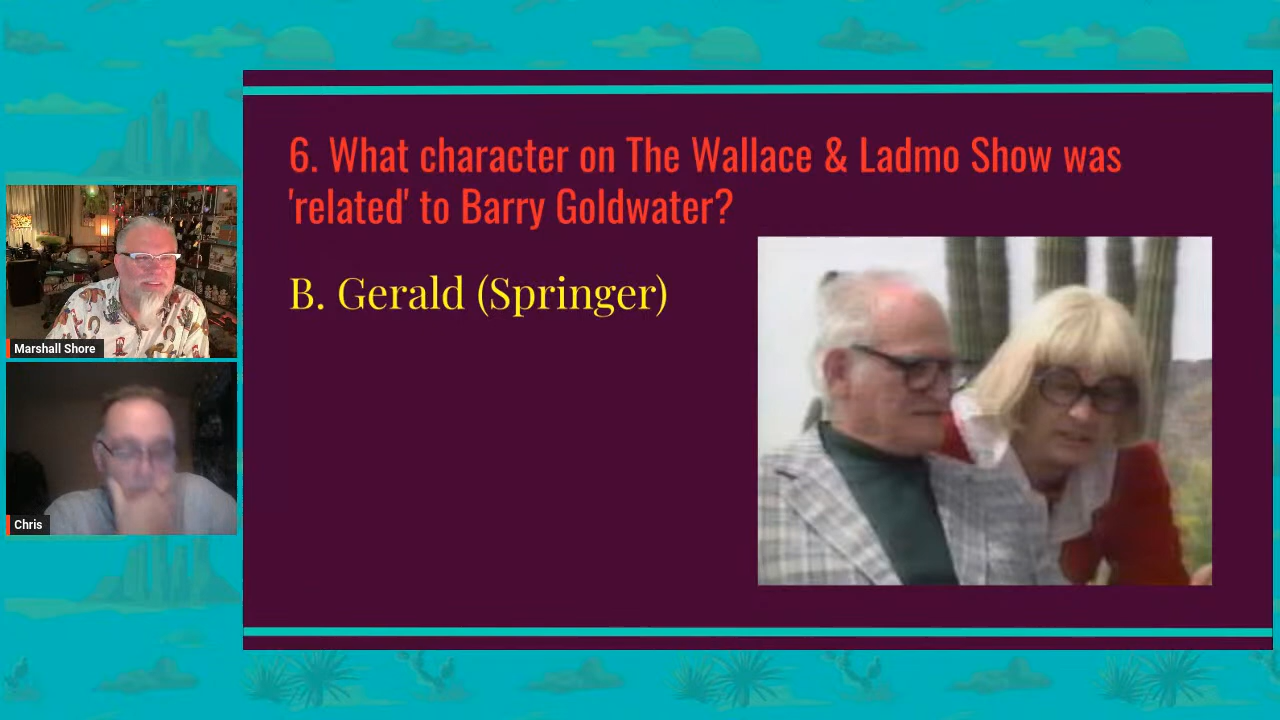 6. What character on The Wallace & Ladmo Show was
'related' to Barry Goldwater?
B. Gerald (Springer)
Marshall Shore
Chris